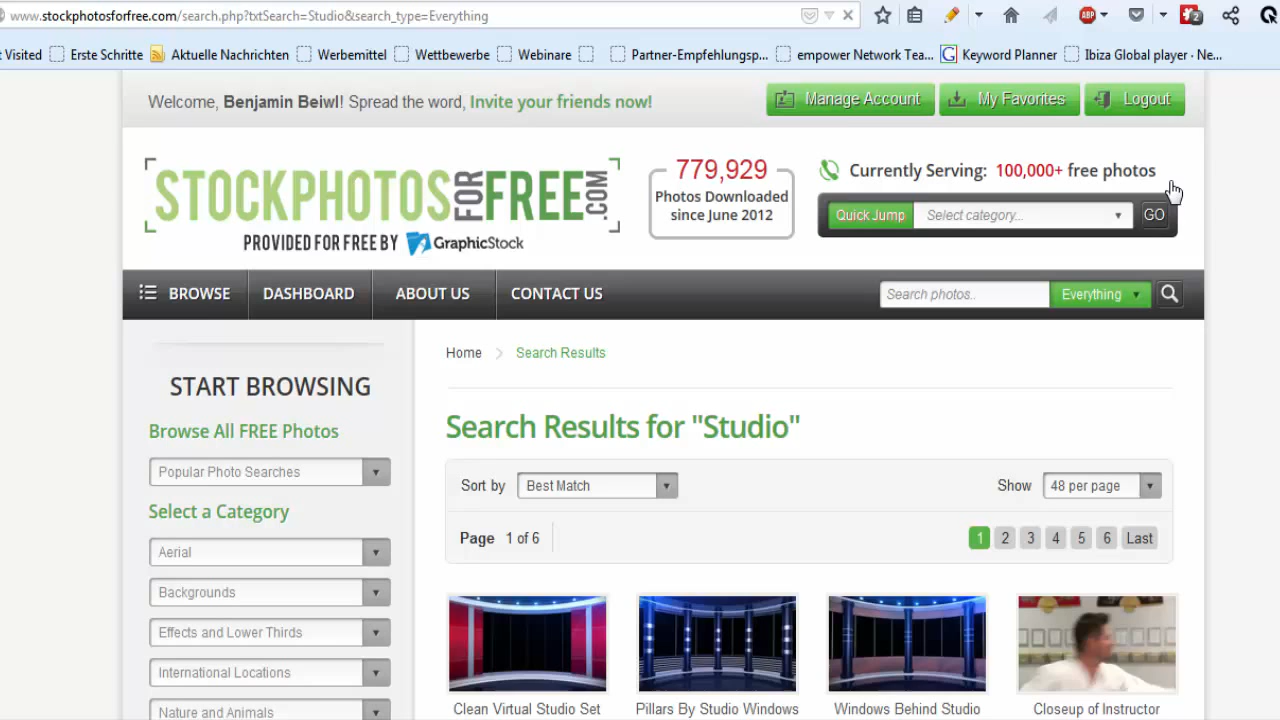 www.stockphotosforfree.com/search.php?txtSearch=Studio&search_type=Everything
ABP
2
t Visited Erste Schritte Aktuelle Nachrichten Werbemittel Wettbewerbe Webinare Partner-Empfehlungsp... empower Network Tea... G Keyword Planner Ibiza Global player · Ne...
Welcome, Benjamin Beiwl! Spread the word, Invite your friends now!
Manage Account My Favorites Logout
STOCKPHOTOSFORFREE.COM
PROVIDED FOR FREE BY GraphicStock
779,929
Photos Downloaded
since June 2012
Currently Serving: 100,000+ free photos
Quick Jump Select category... GO
BROWSE DASHBOARD ABOUT US CONTACT US
Search photos.. Everything
START BROWSING
Browse All FREE Photos
Popular Photo Searches
Select a Category
Aerial
Backgrounds
Effects and Lower Thirds
International Locations
Nature and Animals
Home Search Results
Search Results for "Studio"
Sort by Best Match Show 48 per page
Page 1 of 6 1 2 3 4 5 6 Last
Clean Virtual Studio Set Pillars By Studio Windows Windows Behind Studio Closeup of Instructor